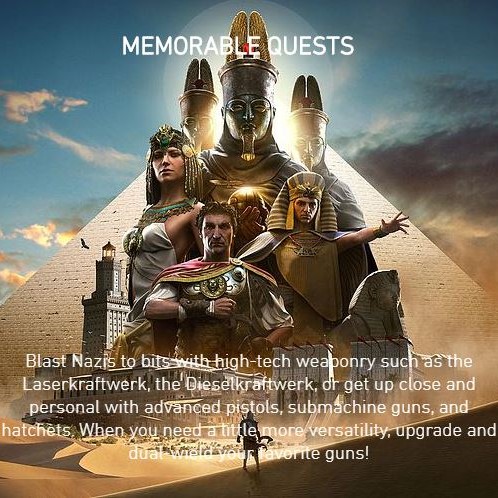 MEMORABLE QUESTS
Blast Nazis to bits with high-tech weaponry such as the
Laserkraftwerk, the Dieselkraftwerk, or get up close and
personal with advanced pistols, submachine guns, and
hatchets. When you need a little more versatility, upgrade and
dual-wield your favorite guns!